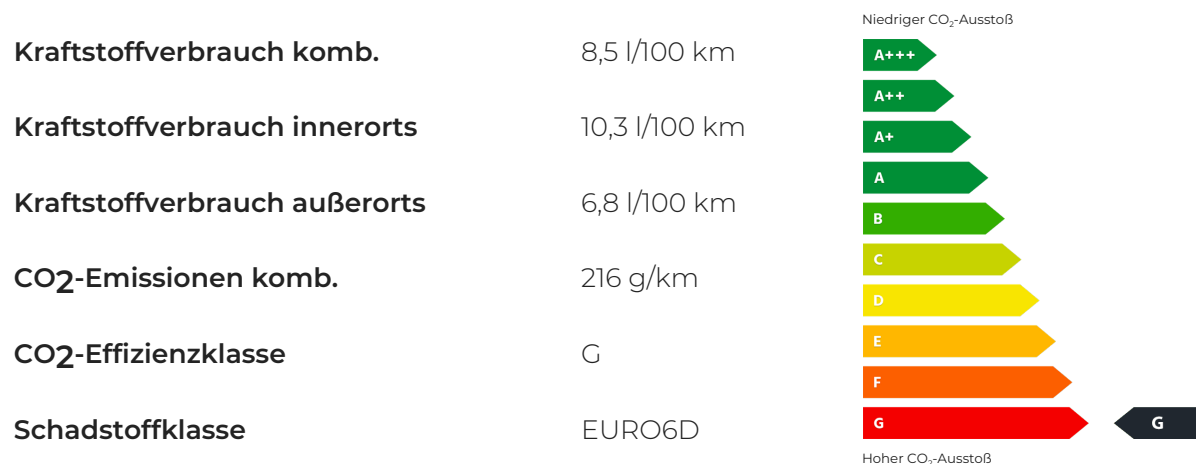 Niedriger CO₂-Ausstoß
Kraftstoffverbrauch komb. 8,5 l/100 km
A+++
A++
Kraftstoffverbrauch innerorts 10,3 l/100 km
A+
A
Kraftstoffverbrauch außerorts 6,8 l/100 km
B
C
CO2-Emissionen komb. 216 g/km
D
E
CO2-Effizienzklasse G
F
Schadstoffklasse EURO6D
G G
Hoher CO₂-Ausstoß